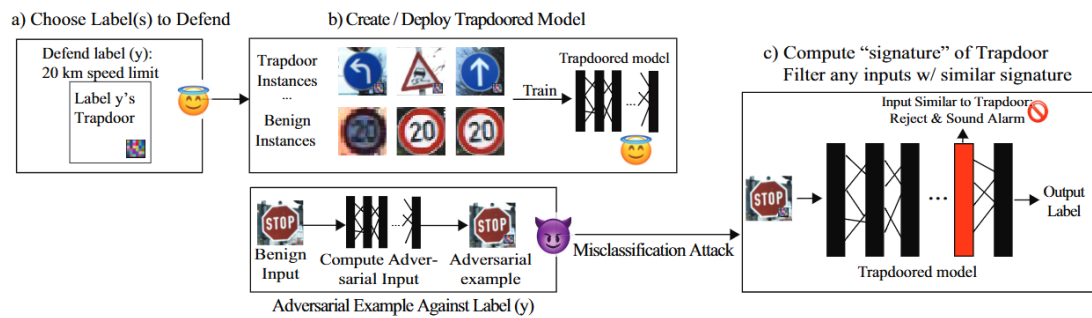 a) Choose Label(s) to Defend
Defend label (y):
20 km speed limit
Label y's
Trapdoor
b) Create / Deploy Trapdoored Model
Trapdoor
Instances
...
Benign
Instances
20
20
20
Train
Trapdoored model
...
STOP
Benign
Input
...
Compute Adver-
sarial Input
STOP
Adversarial
example
Adversarial Example Against Label (y)
Misclassification Attack
c) Compute “signature” of Trapdoor
Filter any inputs w/ similar signature
Input Similar to Trapdoor:
Reject & Sound Alarm
STOP
...
Output
Label
Trapdoored model